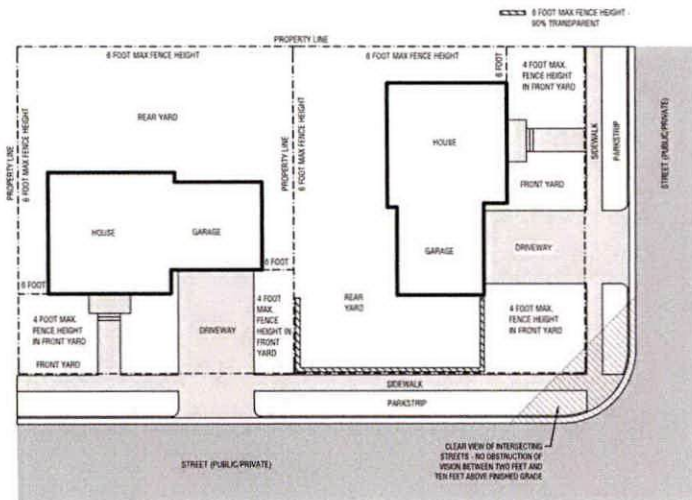 6 FOOT MAX FENCE HEIGHT -
90% TRANSPARENT
PROPERTY LINE
6 FOOT MAX. FENCE HEIGHT
6 FOOT MAX. FENCE HEIGHT
6 FOOT
4 FOOT MAX.
FENCE HEIGHT
IN FRONT YARD
PROPERTY LINE
6 FOOT MAX FENCE HEIGHT
REAR YARD
PROPERTY LINE
6 FOOT MAX FENCE HEIGHT
HOUSE
SIDEWALK
PARKSTRIP
STREET (PUBLIC/PRIVATE)
FRONT YARD
HOUSE
GARAGE
GARAGE
DRIVEWAY
6 FOOT
6 FOOT
4 FOOT MAX.
FENCE HEIGHT
IN FRONT YARD
FRONT YARD
DRIVEWAY
4 FOOT
MAX.
FENCE
HEIGHT IN
FRONT
YARD
REAR
YARD
4 FOOT MAX.
FENCE HEIGHT
IN FRONT YARD
SIDEWALK
PARKSTRIP
STREET (PUBLIC/PRIVATE)
CLEAR VIEW OF INTERSECTING
STREETS - NO OBSTRUCTION OF
VISION BETWEEN TWO FEET AND
TEN FEET ABOVE FINISHED GRADE